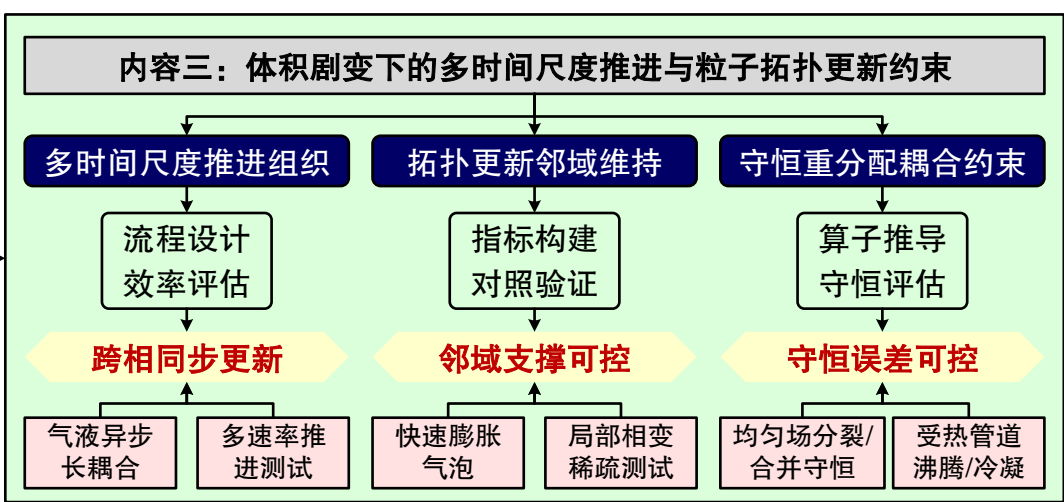 内容三：体积剧变下的多时间尺度推进与粒子拓扑更新约束
多时间尺度推进组织
拓扑更新邻域维持
守恒重分配耦合约束
流程设计
效率评估
指标构建
对照验证
算子推导
守恒评估
跨相同步更新
邻域支撑可控
守恒误差可控
气液异步
长耦合
多速率推
进测试
快速膨胀
气泡
局部相变
稀疏测试
均匀场分裂/
合并守恒
受热管道
沸腾/冷凝